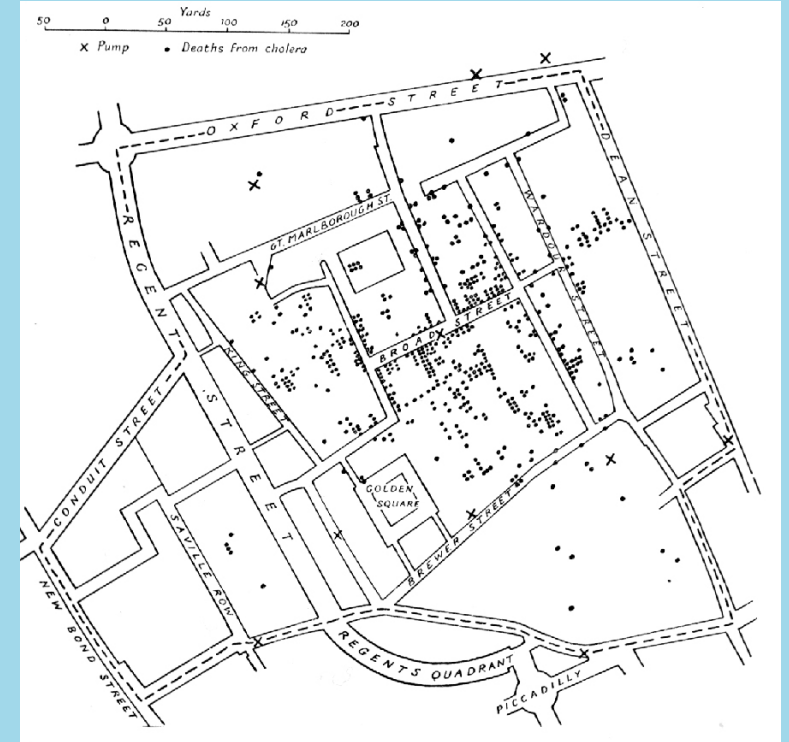 Yards
50 0 50 100 150 200
× Pump • Deaths from cholera
OXFORD STREET
REGENT STREET
DEAN STREET
GT. MARLBOROUGH ST.
WARDOUR STREET
BROAD STREET
KING STREET
CONDUIT STREET
GOLDEN
SQUARE
SAVILLE ROW
BREWER STREET
NEW BOND STREET
REGENTS QUADRANT
PICCADILLY